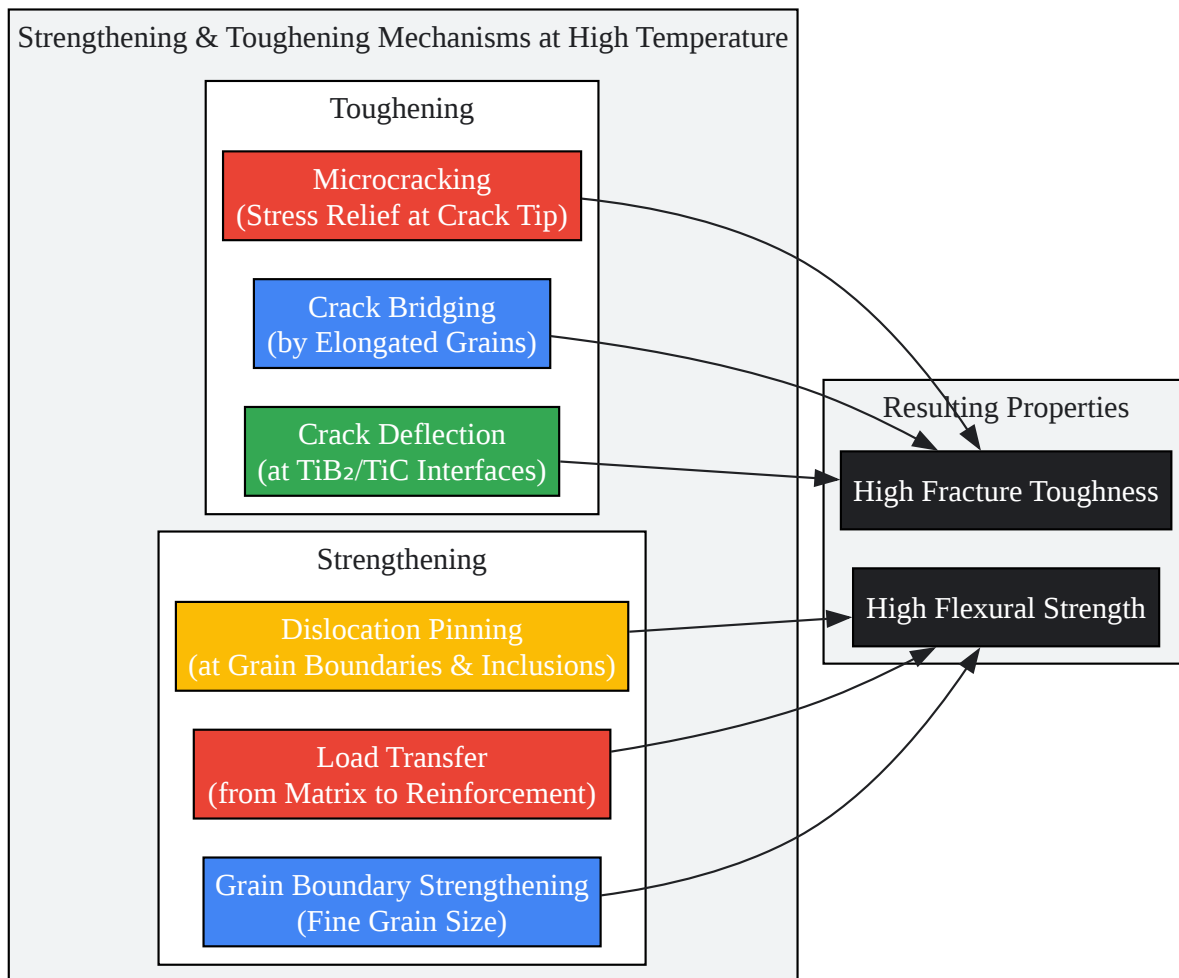 Strengthening & Toughening Mechanisms at High Temperature
Toughening
Microcracking
(Stress Relief at Crack Tip)
Crack Bridging
(by Elongated Grains)
Crack Deflection
(at TiB₂/TiC Interfaces)
Strengthening
Dislocation Pinning
(at Grain Boundaries & Inclusions)
Load Transfer
(from Matrix to Reinforcement)
Grain Boundary Strengthening
(Fine Grain Size)
Resulting Properties
High Fracture Toughness
High Flexural Strength